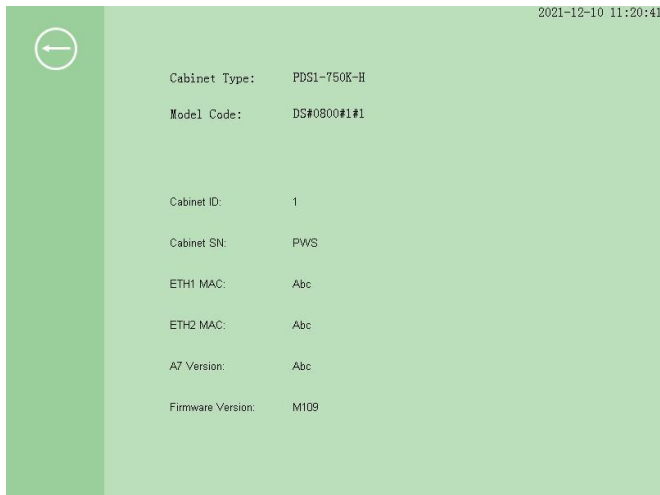 2021-12-10 11:20:41
Cabinet Type: PDS1-750K-H
Model Code: DS#0800#1#1
Cabinet ID: 1
Cabinet SN: PWS
ETH1 MAC: Abc
ETH2 MAC: Abc
A7 Version: Abc
Firmware Version: M109